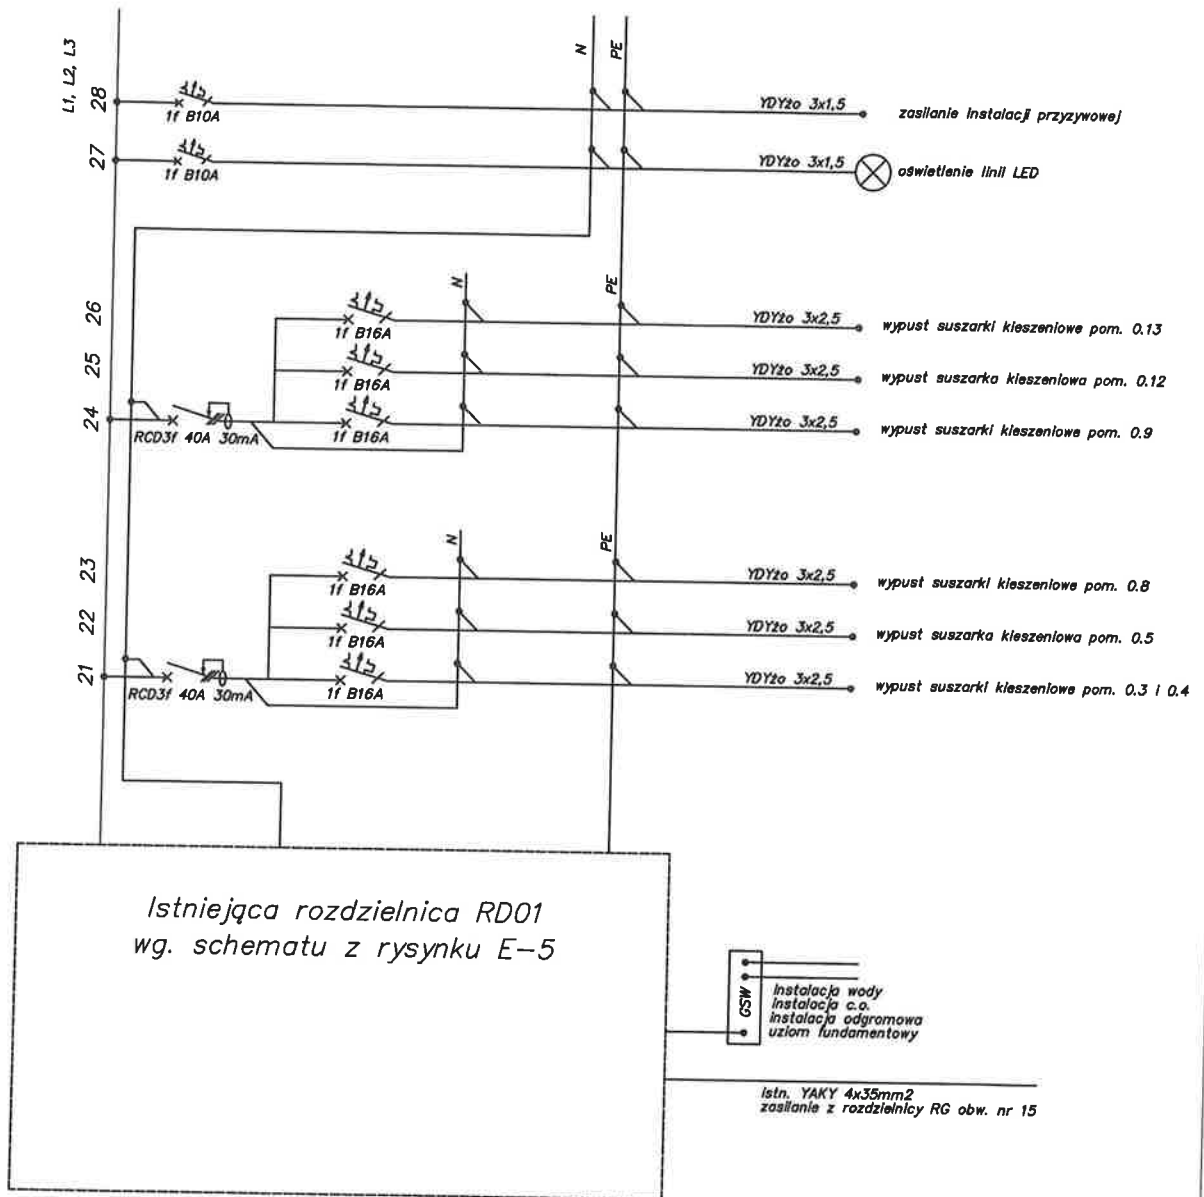 L1, L2, L3
N
PE
28
1f B10A
YDYżo 3x1,5
zasilanie instalacji przyzywowej
27
1f B10A
YDYżo 3x1,5
oświetlenie linii LED
N
PE
26
1f B16A
YDYżo 3x2,5
wypust suszarki kieszeniowe pom. 0.13
25
1f B16A
YDYżo 3x2,5
wypust suszarka kieszeniowa pom. 0.12
24
RCD3f 40A 30mA
1f B16A
YDYżo 3x2,5
wypust suszarki kieszeniowe pom. 0.9
N
PE
23
1f B16A
YDYżo 3x2,5
wypust suszarki kieszeniowe pom. 0.8
22
1f B16A
YDYżo 3x2,5
wypust suszarka kieszeniowa pom. 0.5
21
RCD3f 40A 30mA
1f B16A
YDYżo 3x2,5
wypust suszarki kieszeniowe pom. 0.3 i 0.4
Istniejąca rozdzielnica RD01
wg. schematu z rysynku E-5
GSW
instalacja wody
instalacja c.o.
instalacja odgromowa
uziom fundamentowy
istn. YAKY 4x35mm2
zasilanie z rozdzielnicy RG obw. nr 15